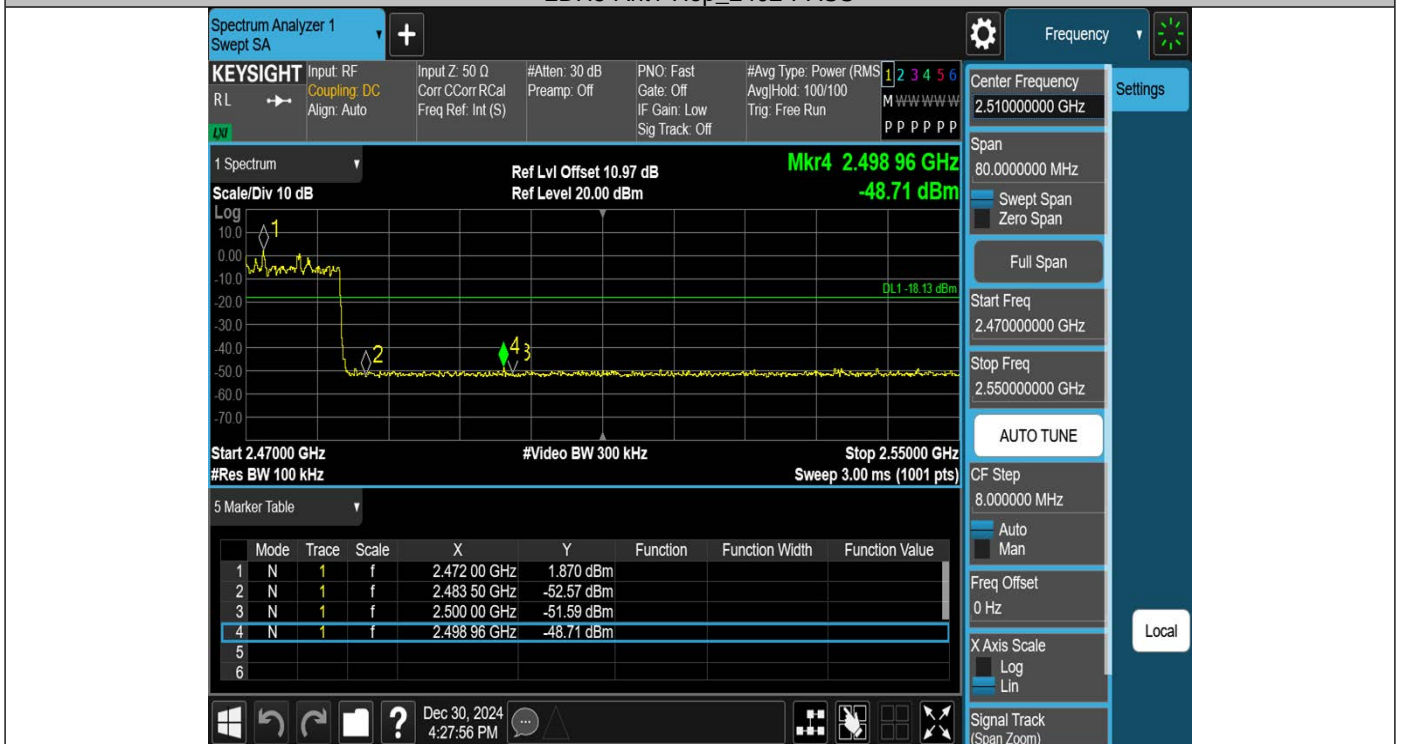 Spectrum Analyzer 1
Swept SA
Frequency
KEYSIGHT
RL
LXI
Input: RF
Coupling: DC
Align: Auto
Input Z: 50 Ω
Corr CCorr RCal
Freq Ref: Int (S)
#Atten: 30 dB
Preamp: Off
PNO: Fast
Gate: Off
IF Gain: Low
Sig Track: Off
#Avg Type: Power (RMS
Avg|Hold: 100/100
Trig: Free Run
1 2 3 4 5 6
M W W W W W
P P P P P P
1 Spectrum
Ref Lvl Offset 10.97 dB
Mkr4 2.498 96 GHz
Scale/Div 10 dB
Ref Level 20.00 dBm
-48.71 dBm
Log
10.0
0.00
-10.0
-20.0
-30.0
-40.0
-50.0
-60.0
-70.0
1
2
4
3
DL1 -18.13 dBm
Start 2.47000 GHz
#Video BW 300 kHz
Stop 2.55000 GHz
#Res BW 100 kHz
Sweep 3.00 ms (1001 pts)
5 Marker Table
Mode Trace Scale X Y Function Function Width Function Value
1 N 1 f 2.472 00 GHz 1.870 dBm
2 N 1 f 2.483 50 GHz -52.57 dBm
3 N 1 f 2.500 00 GHz -51.59 dBm
4 N 1 f 2.498 96 GHz -48.71 dBm
5
6
Dec 30, 2024
4:27:56 PM
Center Frequency
2.510000000 GHz
Settings
Span
80.0000000 MHz
Swept Span
Zero Span
Full Span
Start Freq
2.470000000 GHz
Stop Freq
2.550000000 GHz
AUTO TUNE
CF Step
8.000000 MHz
Auto
Man
Freq Offset
0 Hz
X Axis Scale
Log
Lin
Local
Signal Track
(Span Zoom)